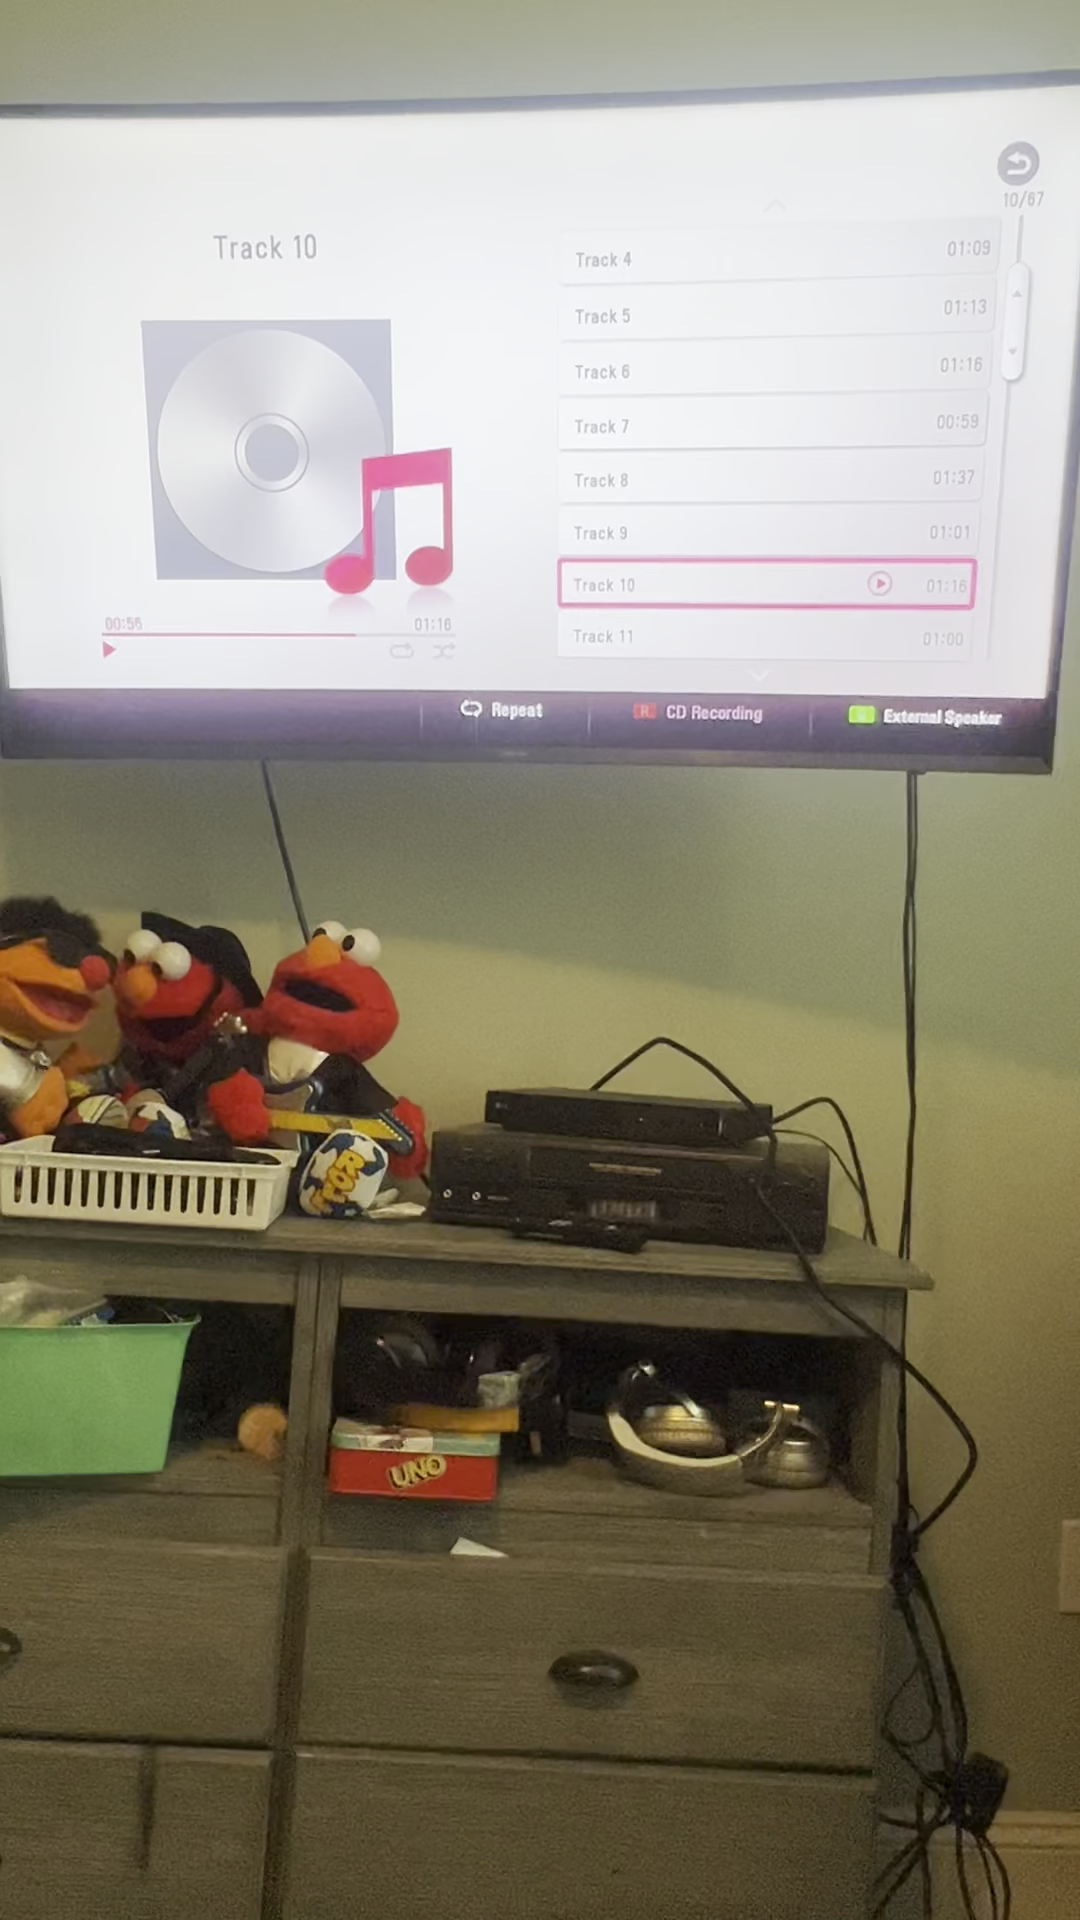 10/67
Track 10
Track 4 01:09
Track 5 01:13
Track 6 01:16
Track 7 00:59
Track 8 01:37
Track 9 01:01
Track 10 01:16
Track 11 01:00
00:56 01:16
Repeat
R CD Recording
External Speaker
ROCK
UNO